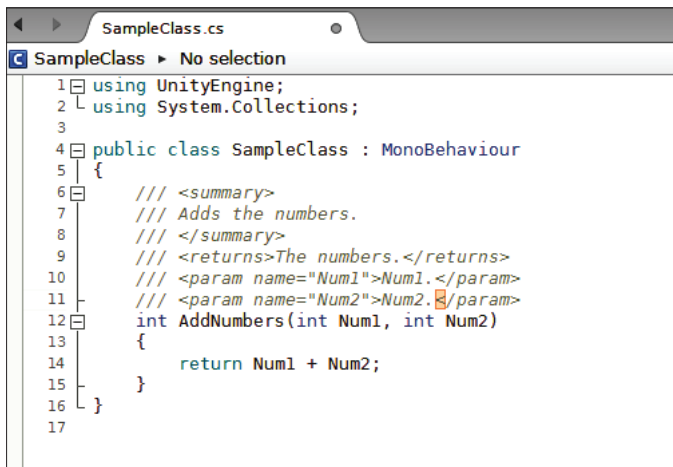 SampleClass.cs
C SampleClass ▸ No selection
1 using UnityEngine;
2 using System.Collections;
3
4 public class SampleClass : MonoBehaviour
5 {
6 /// <summary>
7 /// Adds the numbers.
8 /// </summary>
9 /// <returns>The numbers.</returns>
10 /// <param name="Num1">Num1.</param>
11 /// <param name="Num2">Num2.</param>
12 int AddNumbers(int Num1, int Num2)
13 {
14 return Num1 + Num2;
15 }
16 }
17